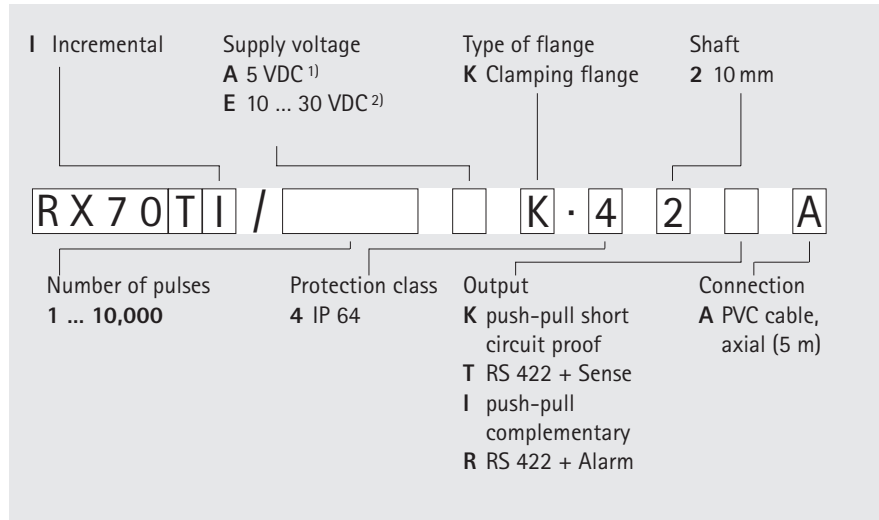 I Incremental
Supply voltage
A 5 VDC 1)
E 10 ... 30 VDC 2)
Type of flange
K Clamping flange
Shaft
2 10 mm
RX70TI / K · 4 2 A
Number of pulses
1 ... 10,000
Protection class
4 IP 64
Output
K push-pull short
circuit proof
T RS 422 + Sense
I push-pull
complementary
R RS 422 + Alarm
Connection
A PVC cable,
axial (5 m)